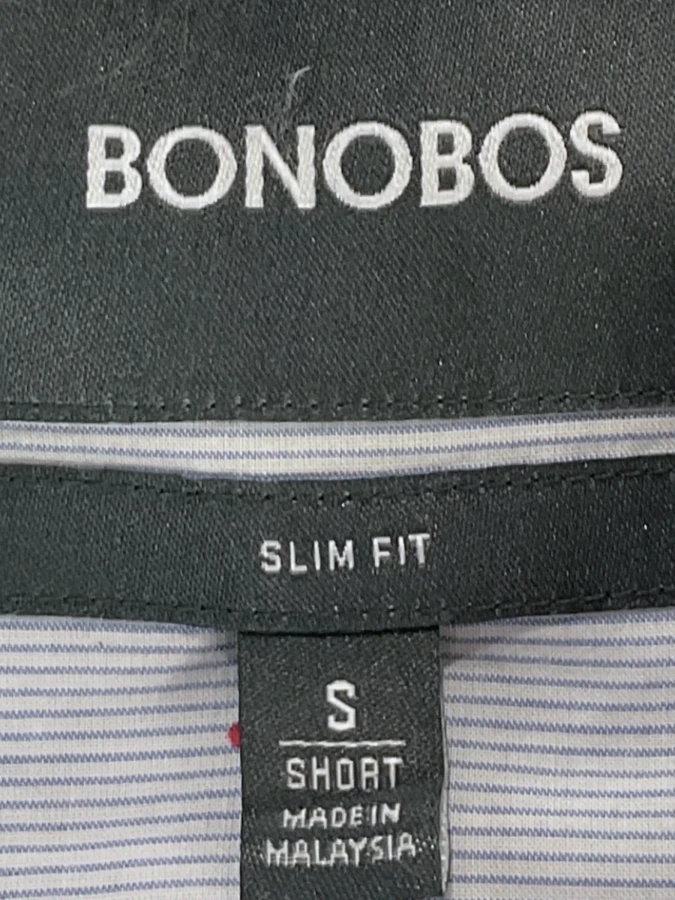 BONOBOS
SLIM FIT
S
SHORT
MADE IN
MALAYSIA